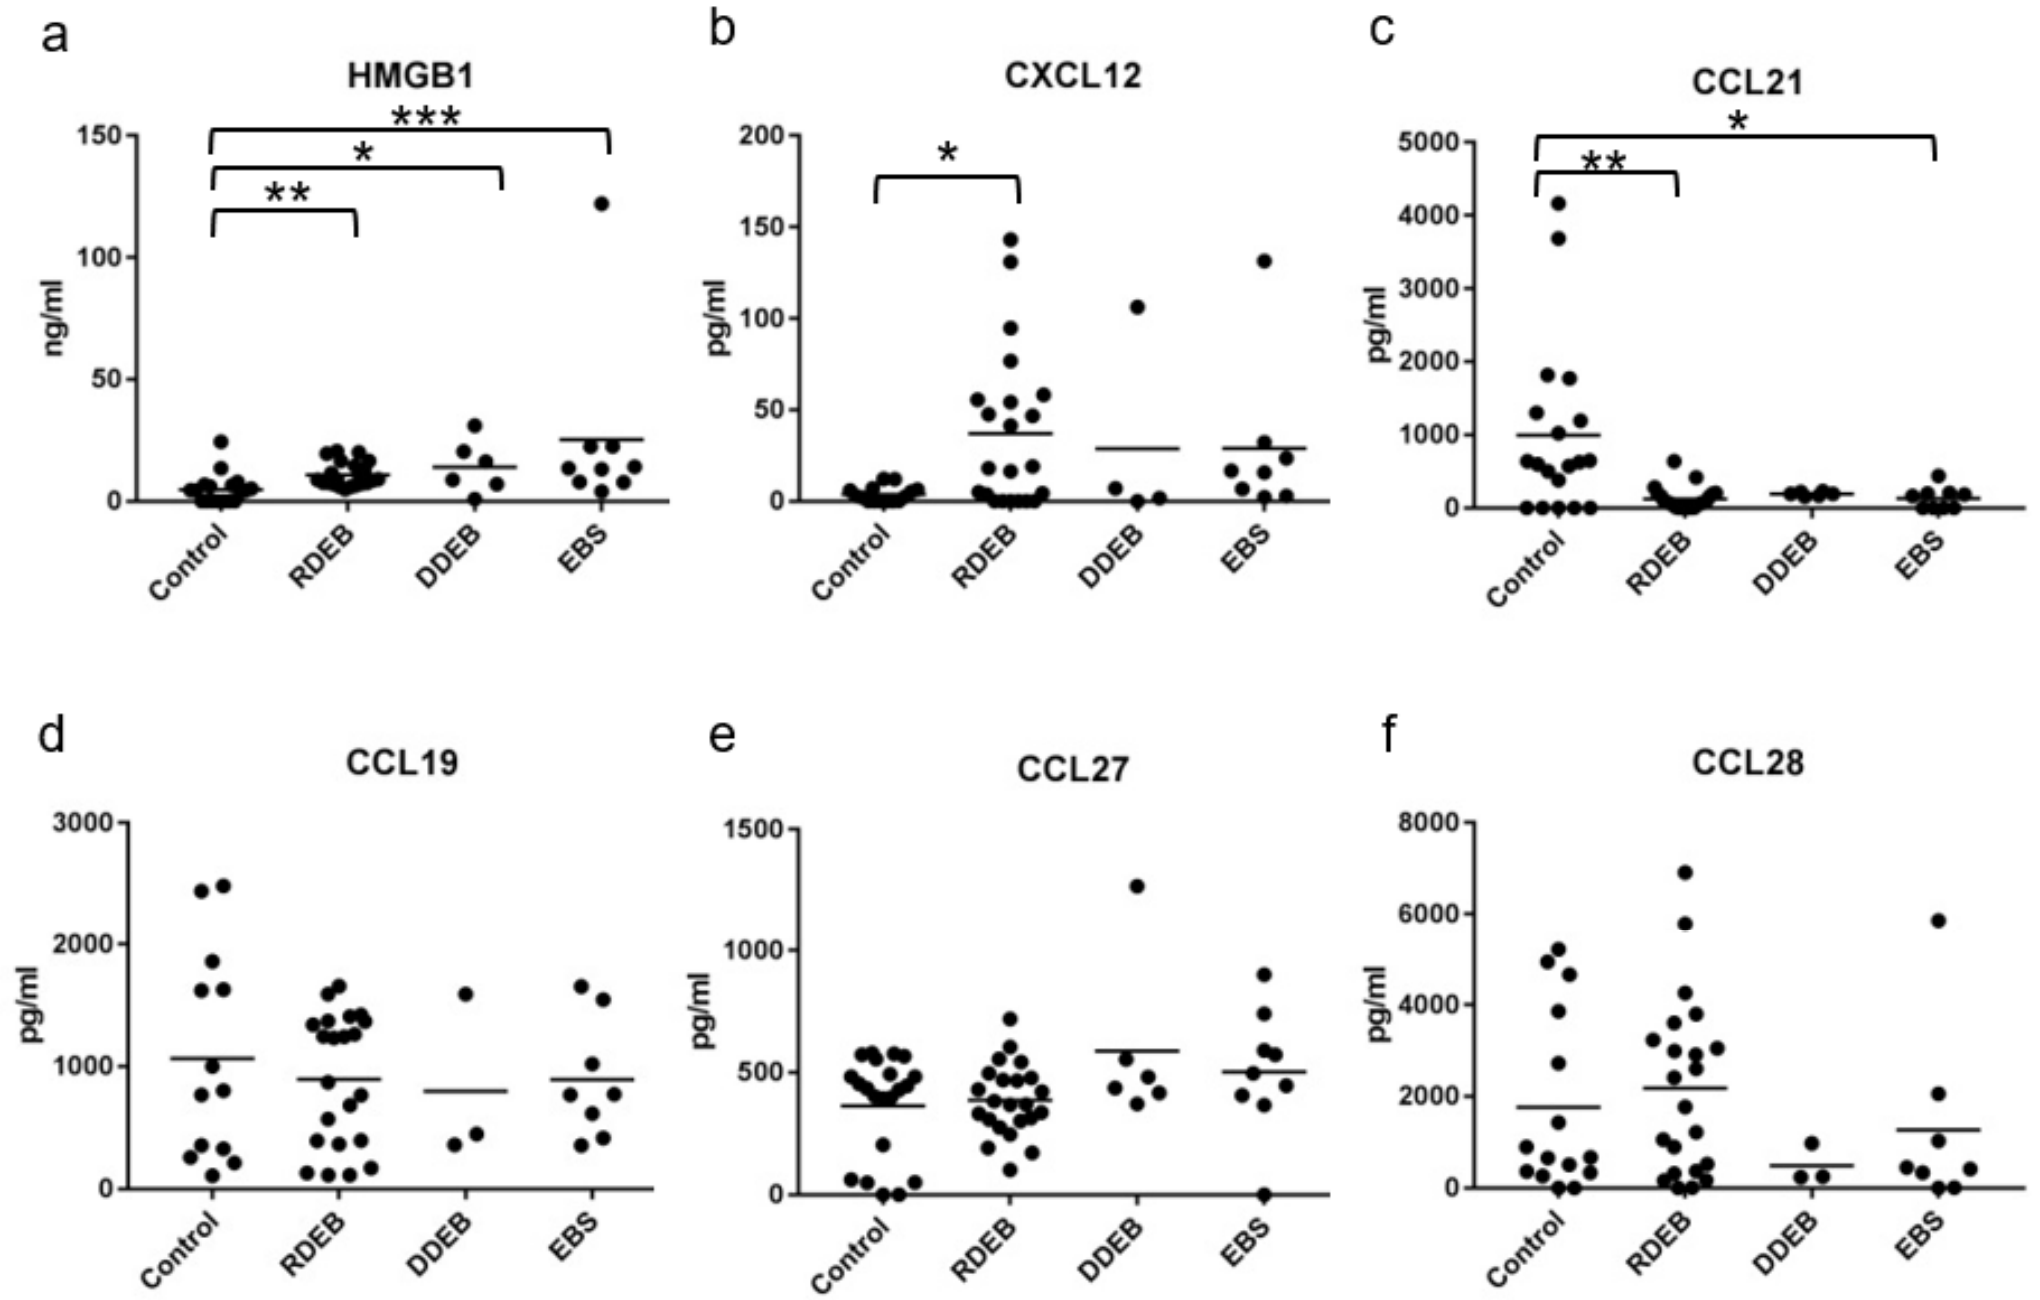 a
HMGB1
***
*
**
150
100
50
0
ng/ml
Control
RDEB
DDEB
EBS
b
CXCL12
*
200
150
100
50
0
pg/ml
Control
RDEB
DDEB
EBS
c
CCL21
*
**
5000
4000
3000
2000
1000
0
pg/ml
Control
RDEB
DDEB
EBS
d
CCL19
3000
2000
1000
0
pg/ml
Control
RDEB
DDEB
EBS
e
CCL27
1500
1000
500
0
pg/ml
Control
RDEB
DDEB
EBS
f
CCL28
8000
6000
4000
2000
0
pg/ml
Control
RDEB
DDEB
EBS